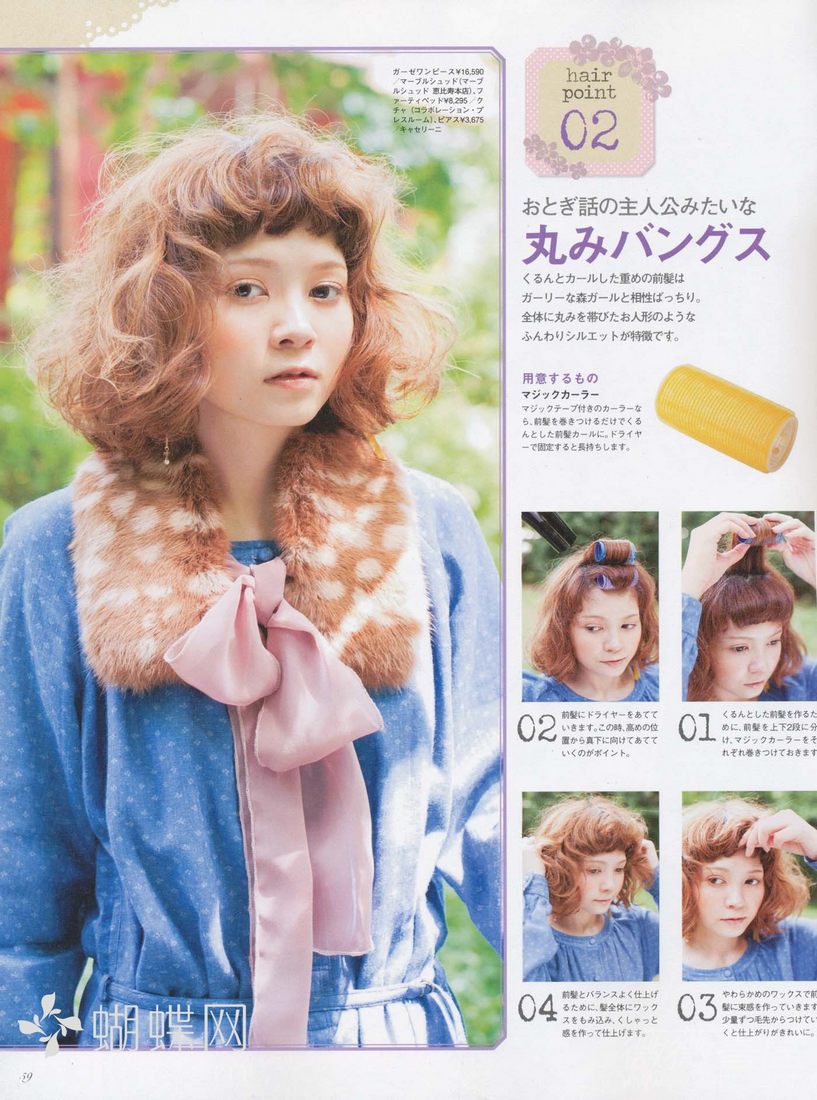 ガーゼワンピース¥16,590
／マーブルシュッド（マーブ
ルシュッド 恵比寿本店）、フ
ァーティペッド¥8,295／ク
チャ（コラボレーション・プ
レスルーム）、ピアス¥3,675
／キャセリーニ
hair
point
02
おとぎ話の主人公みたいな
丸みバングス
くるんとカールした重めの前髪は
ガーリーな森ガールと相性ばっちり。
全体に丸みを帯びたお人形のような
ふんわりシルエットが特徴です。
用意するもの
マジックカーラー
マジックテープ付きのカーラーな
ら、前髪を巻きつけるだけでくる
んとした前髪カールに。ドライヤ
ーで固定すると長持ちします。
01
くるんとした前髪を作るた
めに、前髪を上下2段に分
け、マジックカーラーをそ
れぞれ巻きつけておきます
02
前髪にドライヤーをあてて
いきます。この時、高めの位
置から真下に向けてあてて
いくのがポイント。
03
やわらかめのワックスで前
髪に束感を作っていきます
少量ずつ毛先からつけてい
くと仕上がりがきれいに。
04
前髪とバランスよく仕上げ
るために、髪全体にワック
スをもみ込み、くしゃっと
感を作って仕上げます。
蝴蝶网
59